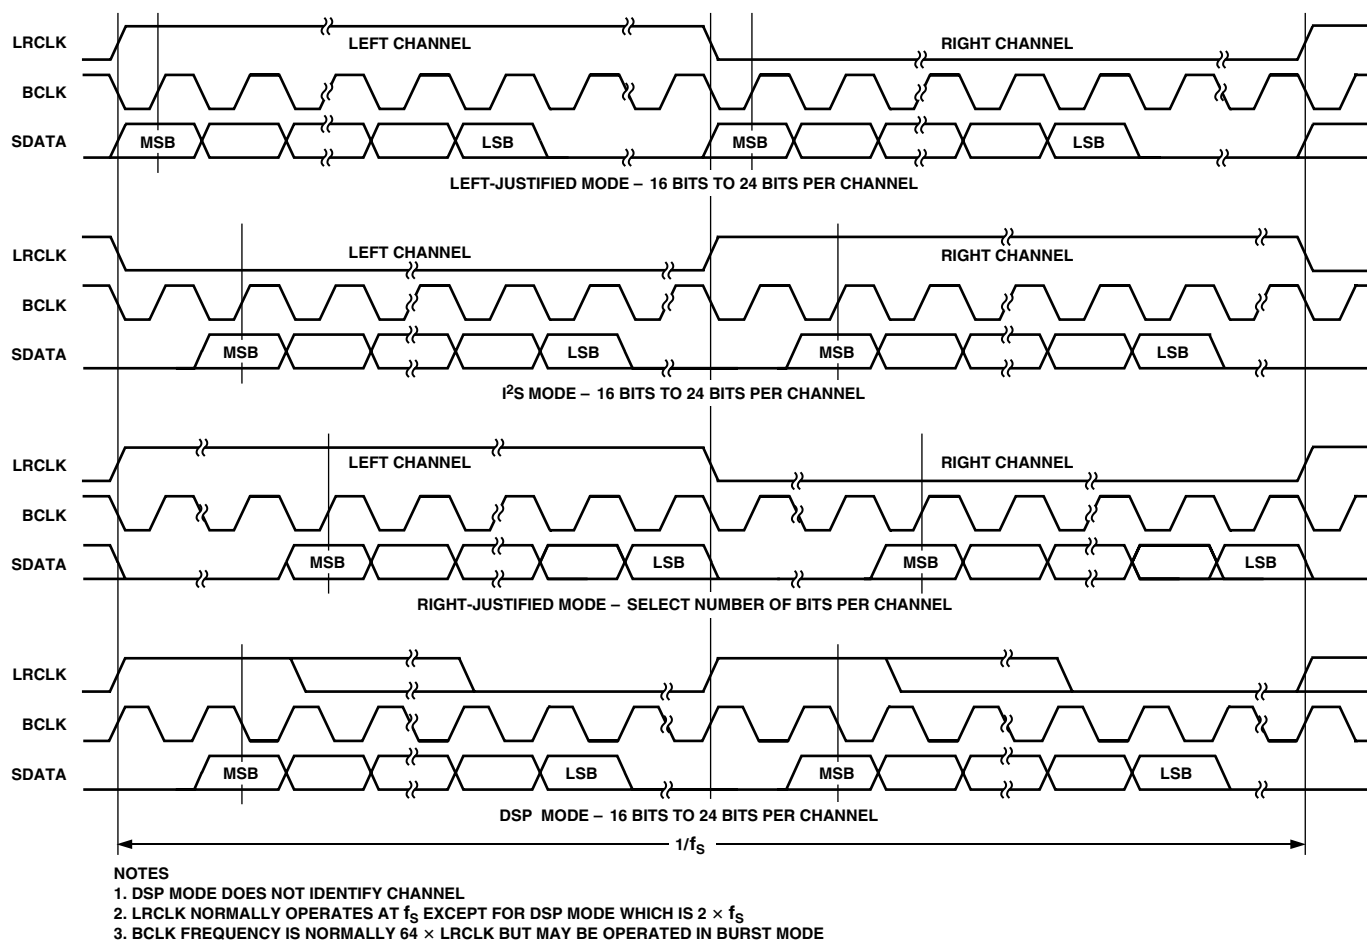 LRCLK
LEFT CHANNEL
RIGHT CHANNEL
BCLK
SDATA
MSB
LSB
MSB
LSB
LEFT-JUSTIFIED MODE – 16 BITS TO 24 BITS PER CHANNEL
LRCLK
LEFT CHANNEL
RIGHT CHANNEL
BCLK
SDATA
MSB
LSB
MSB
LSB
I²S MODE – 16 BITS TO 24 BITS PER CHANNEL
LRCLK
LEFT CHANNEL
RIGHT CHANNEL
BCLK
SDATA
MSB
LSB
MSB
LSB
RIGHT-JUSTIFIED MODE – SELECT NUMBER OF BITS PER CHANNEL
LRCLK
BCLK
SDATA
MSB
LSB
MSB
LSB
DSP MODE – 16 BITS TO 24 BITS PER CHANNEL
1/fS
NOTES
1. DSP MODE DOES NOT IDENTIFY CHANNEL
2. LRCLK NORMALLY OPERATES AT fS EXCEPT FOR DSP MODE WHICH IS 2 × fS
3. BCLK FREQUENCY IS NORMALLY 64 × LRCLK BUT MAY BE OPERATED IN BURST MODE